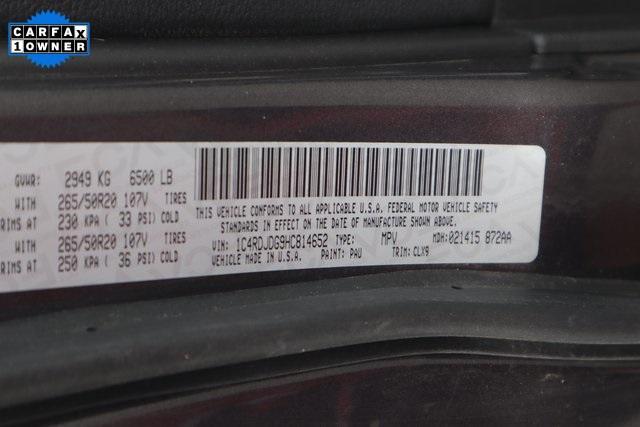 CARFAX
1 OWNER
GVWR: 2949 KG 6500 LB
WITH 265/50R20 107V TIRES
RIMS AT 230 KPA ( 33 PSI) COLD
WITH 265/50R20 107V TIRES
RIMS AT 250 KPA ( 36 PSI) COLD
THIS VEHICLE CONFORMS TO ALL APPLICABLE U.S.A. FEDERAL MOTOR VEHICLE SAFETY
STANDARDS IN EFFECT ON THE DATE OF MANUFACTURE SHOWN ABOVE.
VIN: 1C4RDJDG9HC814652 TYPE: MPV MDH: 021415 872AA
VEHICLE MADE IN U.S.A. PAINT: PAU TRIM: CLX9